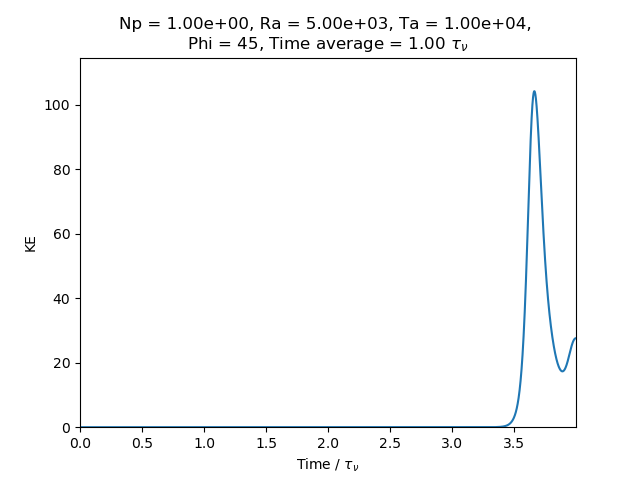 Np = 1.00e+00, Ra = 5.00e+03, Ta = 1.00e+04,
Phi = 45, Time average = 1.00 τν
100
80
60
40
20
0
KE
0.0 0.5 1.0 1.5 2.0 2.5 3.0 3.5
Time / τν